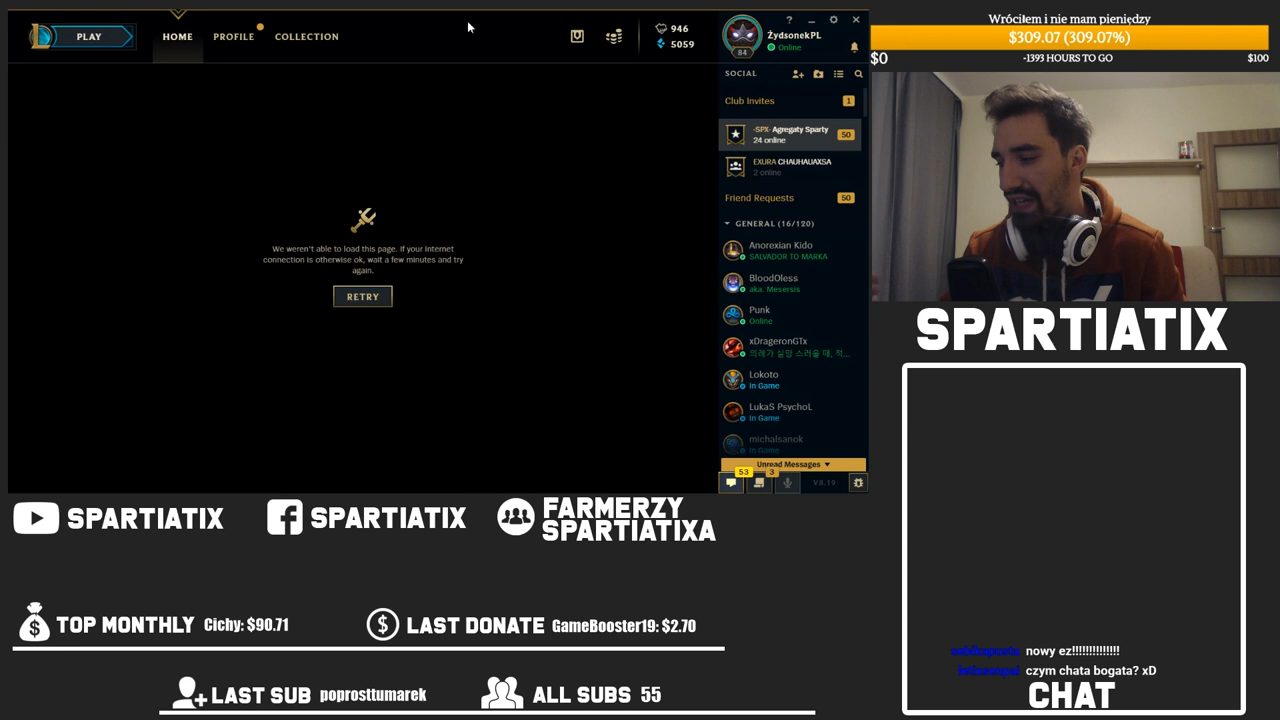 PLAY
HOME
PROFILE
COLLECTION
946
5059
84
ŻydsonekPL
Online
SOCIAL
Club Invites
1
-SPX- Agregaty Sparty
24 online
50
EXURA CHAUHAUAXSA
2 online
Friend Requests
50
GENERAL (16/120)
Anorexian Kido
SALVADOR TO MARKA
BloodOless
aka. Mesersis
Punk
Online
xDrageronGTx
Lokoto
In Game
LukaS PsychoL
In Game
michalsanok
In Game
Unread Messages
53
3
V8.19
We weren't able to load this page. If your Internet
connection is otherwise ok, wait a few minutes and try
again.
RETRY
Wróciłem i nie mam pieniędzy
$309.07 (309.07%)
$0
-1393 HOURS TO GO
$100
SPARTIATIX
SPARTIATIX
SPARTIATIX
FARMERZY
SPARTIATIXA
TOP MONTHLY Cichy: $90.71
LAST DONATE GameBooster19: $2.70
LAST SUB poprosttumarek
ALL SUBS 55
nowy ez!!!!!!!!!!!!!!
czym chata bogata? xD
CHAT